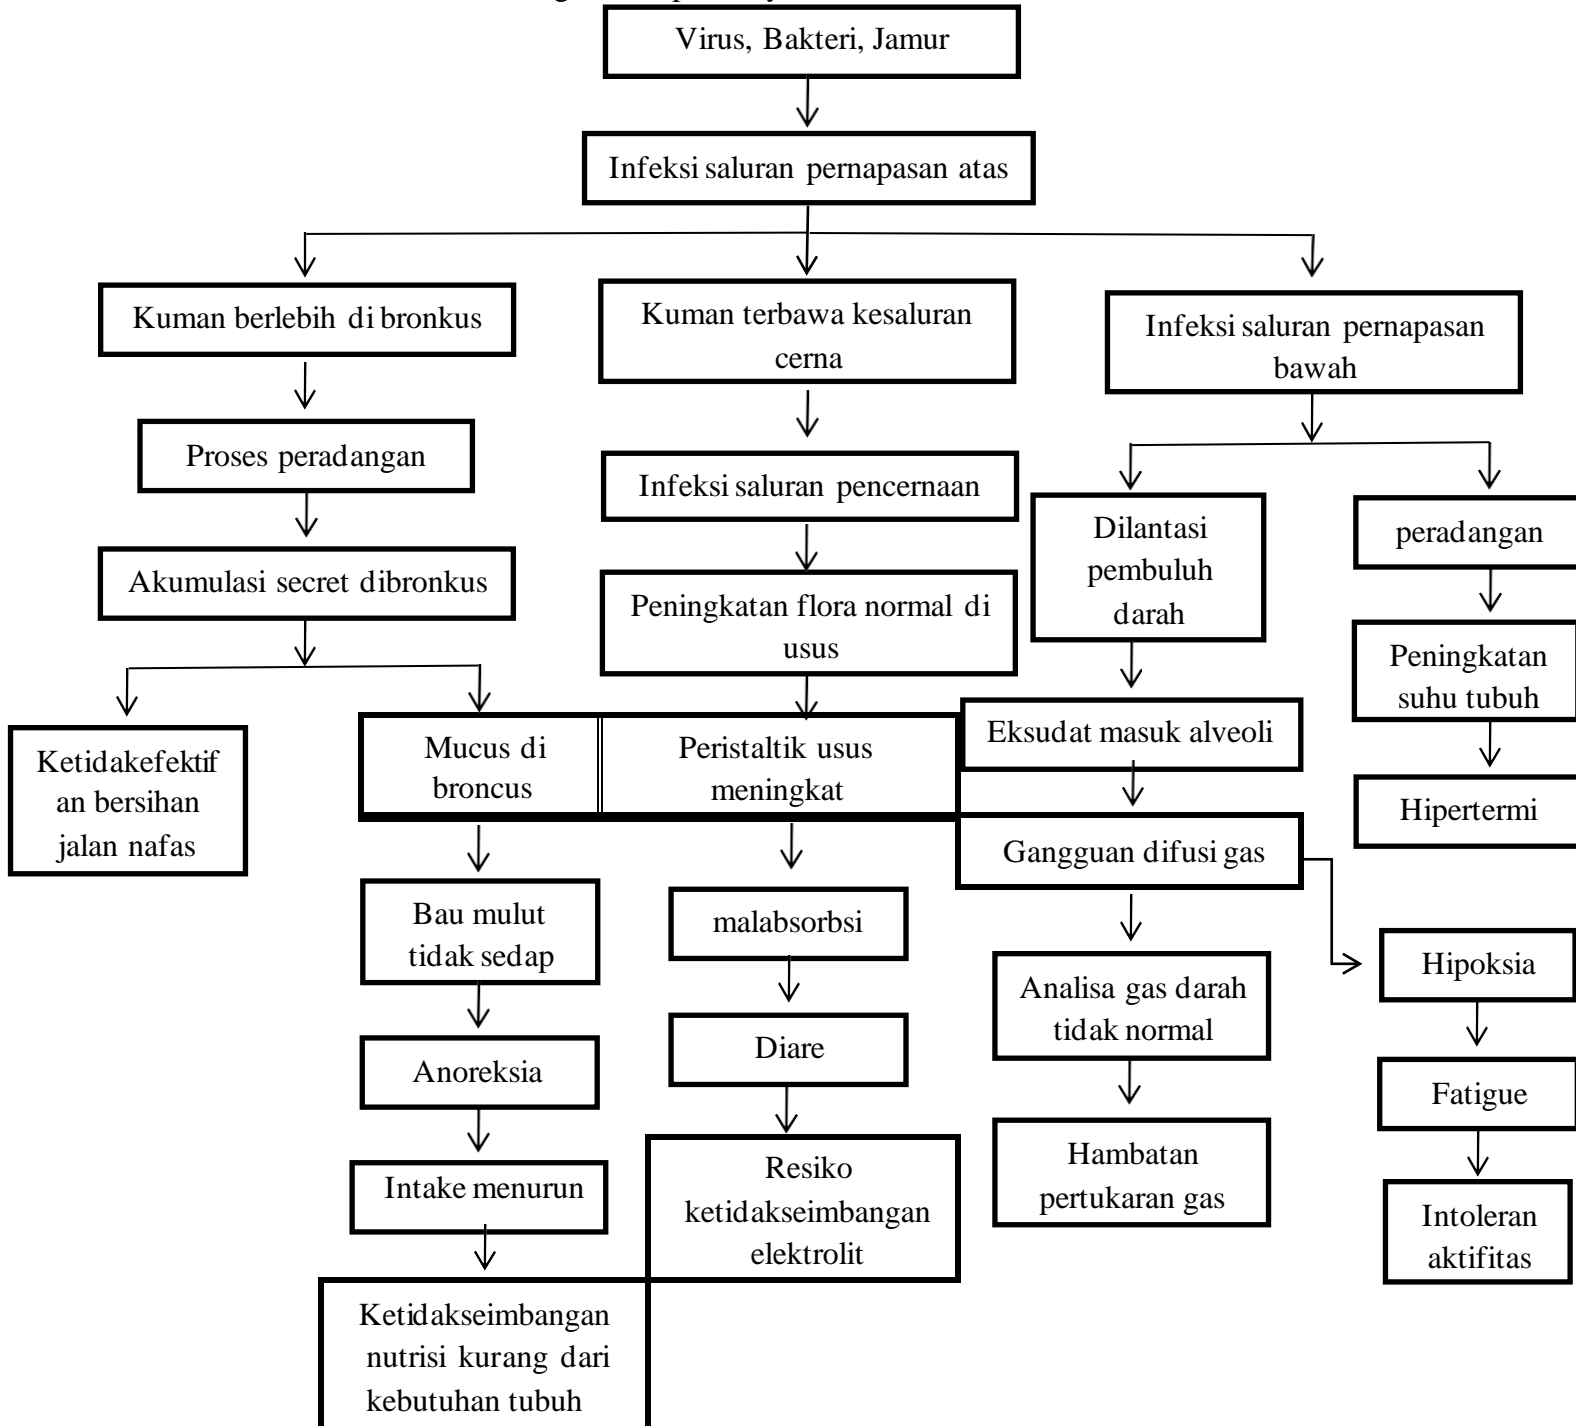 Virus, Bakteri, Jamur
Infeksi saluran pernapasan atas
Kuman berlebih di bronkus
Proses peradangan
Akumulasi secret dibronkus
Ketidakefektif
an bersihan
jalan nafas
Mucus di
broncus
Bau mulut
tidak sedap
Anoreksia
Intake menurun
Ketidakseimbangan
nutrisi kurang dari
kebutuhan tubuh
Kuman terbawa kesaluran
cerna
Infeksi saluran pencernaan
Peningkatan flora normal di
usus
Peristaltik usus
meningkat
malabsorbsi
Diare
Resiko
ketidakseimbangan
elektrolit
Infeksi saluran pernapasan
bawah
Dilantasi
pembuluh
darah
Eksudat masuk alveoli
Gangguan difusi gas
Analisa gas darah
tidak normal
Hambatan
pertukaran gas
peradangan
Peningkatan
suhu tubuh
Hipertermi
Hipoksia
Fatigue
Intoleran
aktifitas